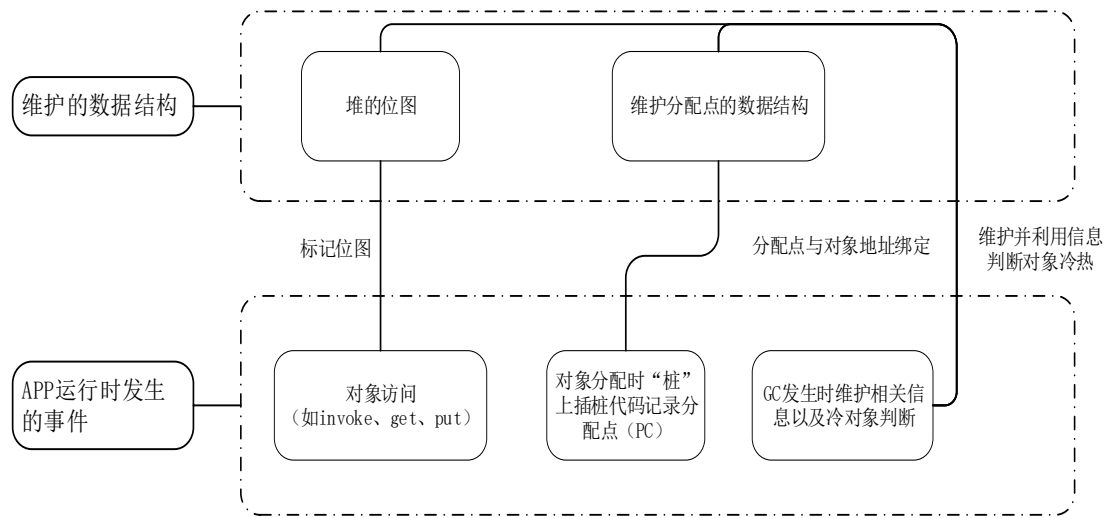 维护的数据结构
堆的位图
维护分配点的数据结构
标记位图
分配点与对象地址绑定
维护并利用信息
判断对象冷热
APP运行时发生
的事件
对象访问
（如invoke、get、put）
对象分配时“桩”
上插桩代码记录分
配点（PC）
GC发生时维护相关信
息以及冷对象判断